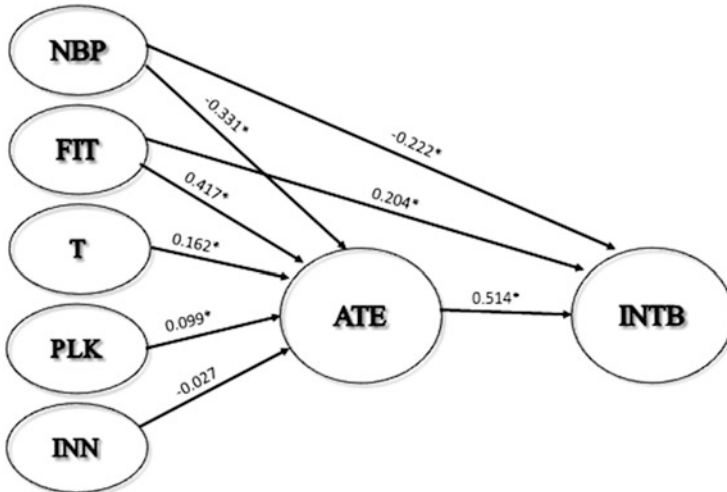 NBP
-0.331*
-0.222*
FIT
0.417*
0.204*
T
0.162*
ATE
0.514*
INTB
PLK
0.099*
-0.027
INN